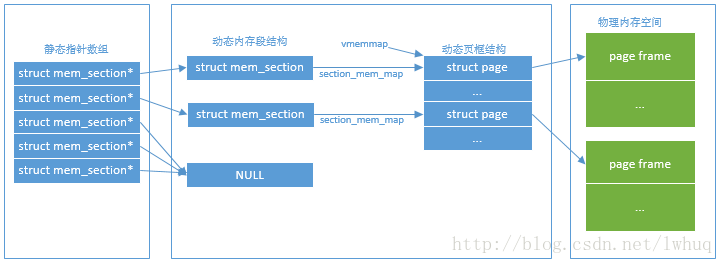 静态指针数组
struct mem_section*
struct mem_section*
struct mem_section*
struct mem_section*
struct mem_section*
动态内存段结构
struct mem_section
section_mem_map
struct mem_section
section_mem_map
NULL
vmemmap
动态页框结构
struct page
...
struct page
...
物理内存空间
page frame
...
page frame
...
http://blog.csdn.net/lwhuq